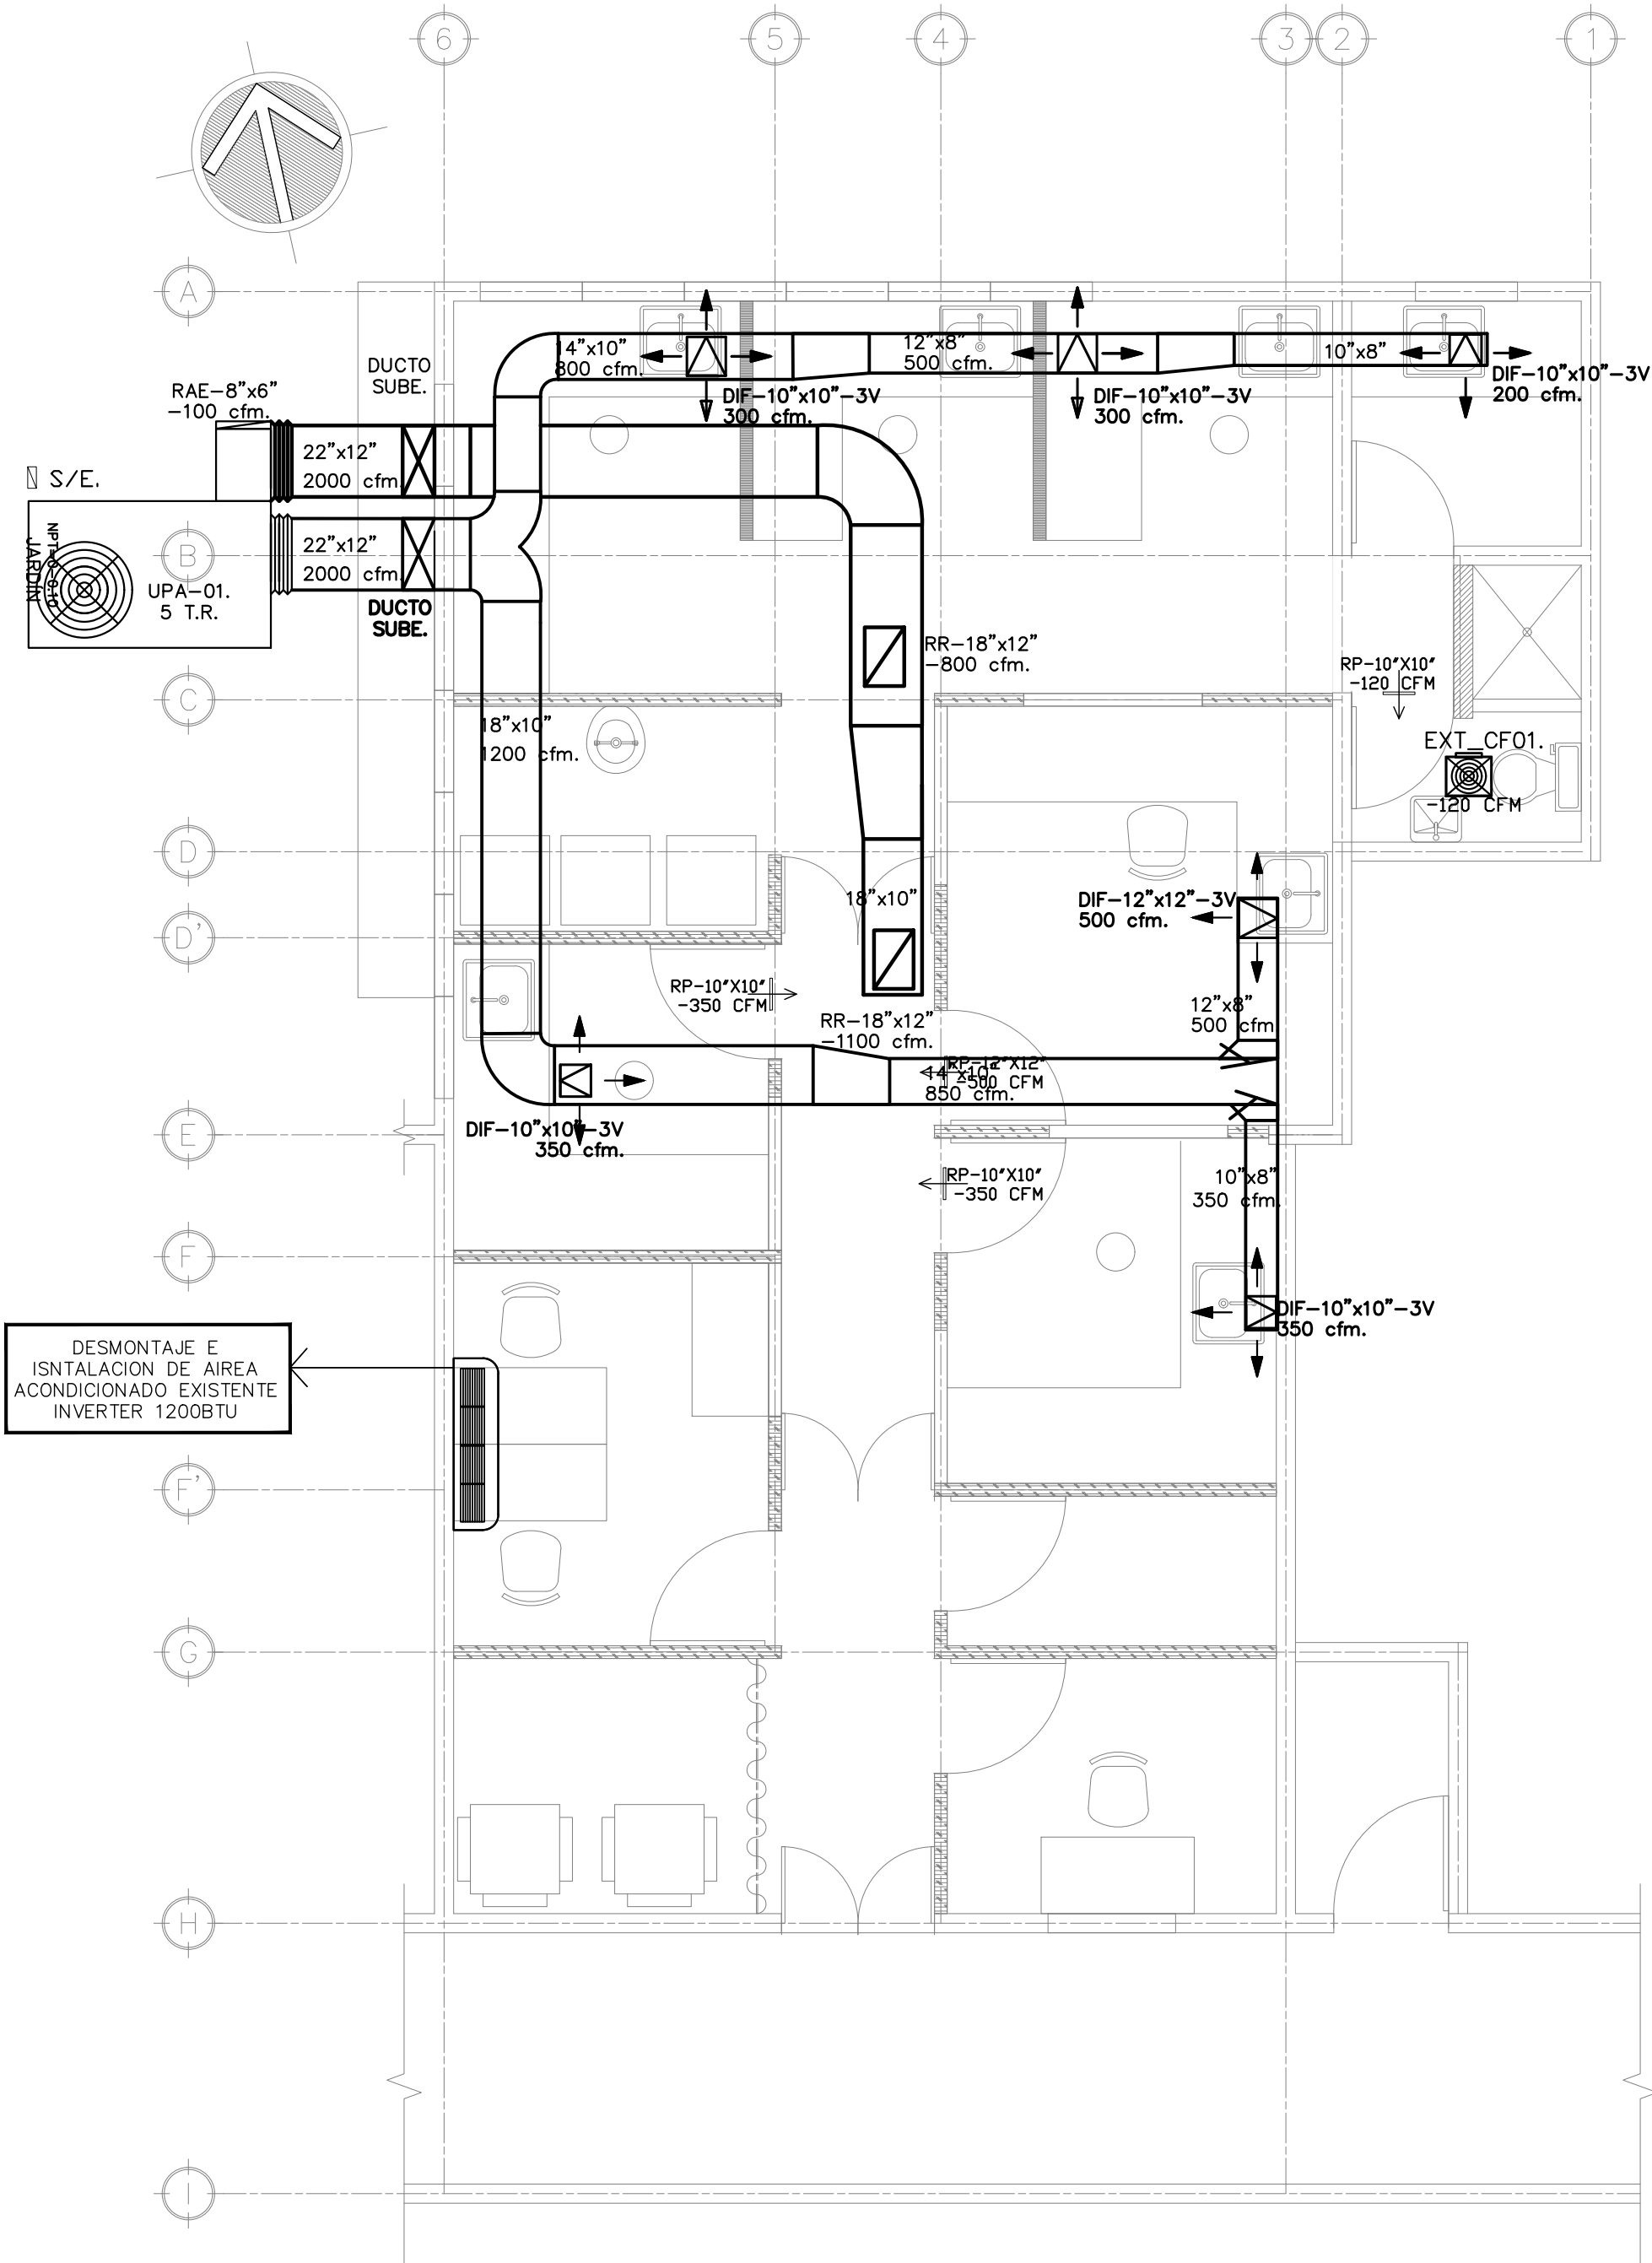 6
5
4
3
2
1
A
DUCTO
SUBE.
14”x10”
800 cfm.
12”x8”
500 cfm.
10”x8”
DIF-10”x10”-3V
300 cfm.
DIF-10”x10”-3V
300 cfm.
DIF-10”x10”-3V
200 cfm.
RAE-8”x6”
-100 cfm.
22”x12”
2000 cfm.
S/E.
B
JARDIN
UPA-01.
5 T.R.
22”x12”
2000 cfm.
DUCTO
SUBE.
RR-18”x12”
-800 cfm.
RP-10”X10”
-120 CFM
C
18”x10”
1200 cfm.
EXT_CF01.
-120 CFM
D
18”x10”
DIF-12”x12”-3V
500 cfm.
D'
RP-10”X10”
-350 CFM
12”x8”
500 cfm.
RR-18”x12”
-1100 cfm.
RP-12”X12”
-500 CFM
14”x10”
850 cfm.
E
DIF-10”x10”-3V
350 cfm.
RP-10”X10”
-350 CFM
10”x8”
350 cfm.
F
DIF-10”x10”-3V
350 cfm.
DESMONTAJE E
ISNTALACION DE AIREA
ACONDICIONADO EXISTENTE
INVERTER 1200BTU
F'
G
H
I